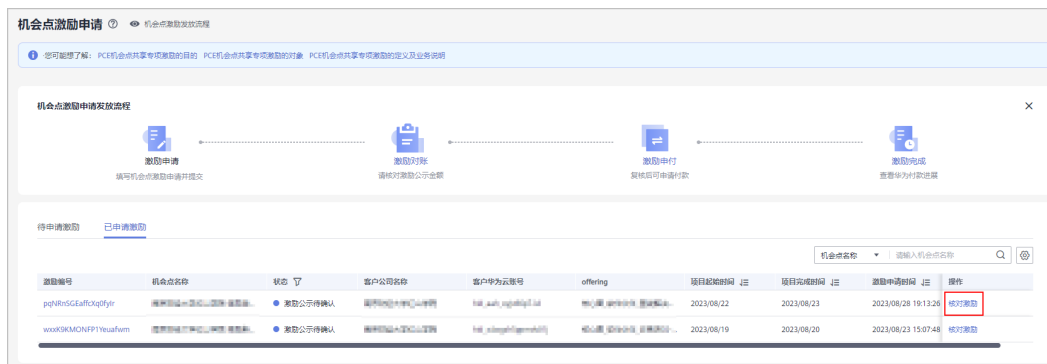 机会点激励申请 机会点激励发放流程
您可能想了解： PCE机会点共享专项激励的目的 PCE机会点共享专项激励的对象 PCE机会点共享专项激励的定义及业务说明
机会点激励申请发放流程
激励申请 激励对账 激励申付 激励完成
填写机会点激励申请并提交 请核对激励公示金额 复核后可申请付款 查看华为付款进展
待申请激励 已申请激励
机会点名称 请输入机会点名称
激励编号 机会点名称 状态 客户公司名称 客户华为云账号 offering 项目起始时间 项目完成时间 激励申请时间 操作
pqNRnSGEaffcXq0fyIr 激励公示待确认 2023/08/22 2023/08/23 2023/08/28 19:13:26 核对激励
wxxK9KMONFP1Yeuafwm 激励公示待确认 2023/08/19 2023/08/20 2023/08/23 15:07:48 核对激励